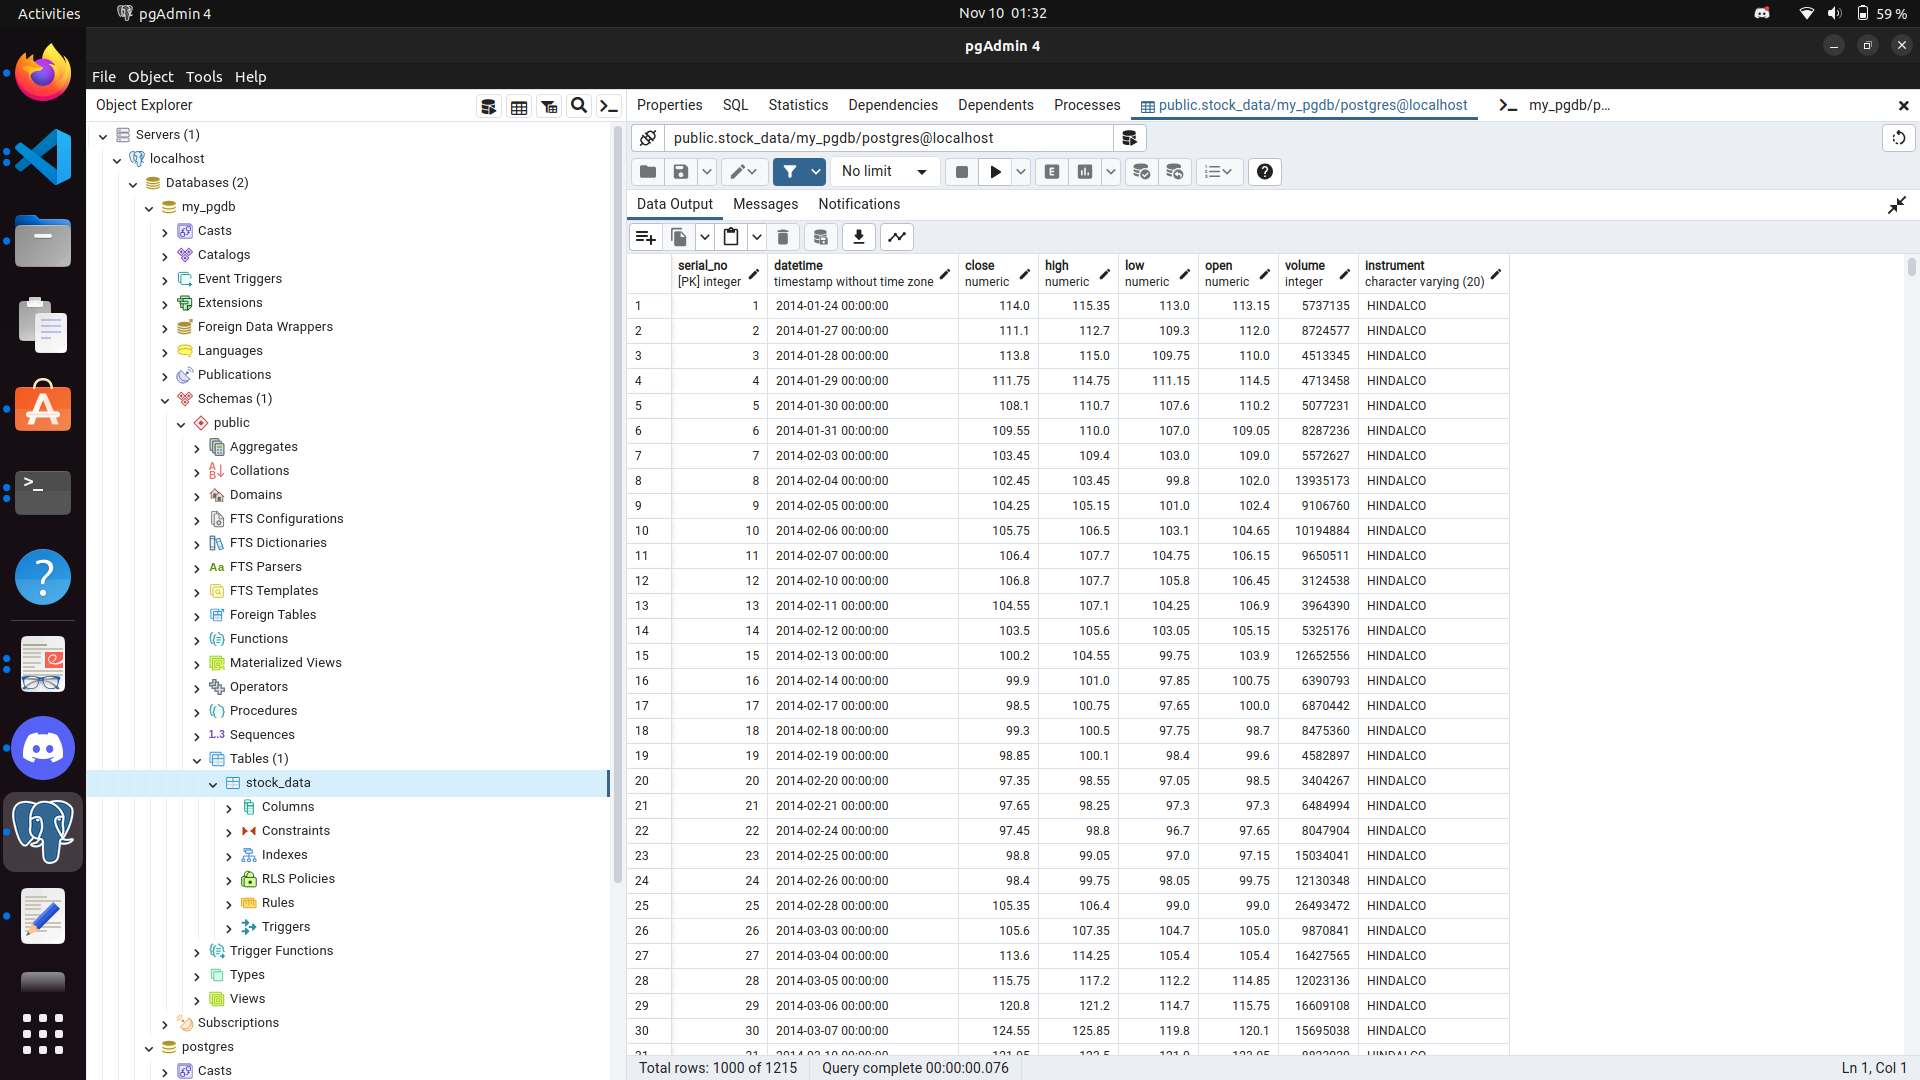 Activities pgAdmin 4 Nov 10 01:32 59 %
pgAdmin 4
File Object Tools Help
Object Explorer
Servers (1)
localhost
Databases (2)
my_pgdb
Casts
Catalogs
Event Triggers
Extensions
Foreign Data Wrappers
Languages
Publications
Schemas (1)
public
Aggregates
Collations
Domains
FTS Configurations
FTS Dictionaries
Aa FTS Parsers
FTS Templates
Foreign Tables
Functions
Materialized Views
Operators
Procedures
1.3 Sequences
Tables (1)
stock_data
Columns
Constraints
Indexes
RLS Policies
Rules
Triggers
Trigger Functions
Types
Views
Subscriptions
postgres
Casts
Properties SQL Statistics Dependencies Dependents Processes public.stock_data/my_pgdb/postgres@localhost my_pgdb/p...
public.stock_data/my_pgdb/postgres@localhost
No limit E
Data Output Messages Notifications
serial_no datetime close high low open volume instrument
[PK] integer timestamp without time zone numeric numeric numeric numeric integer character varying (20)
1 1 2014-01-24 00:00:00 114.0 115.35 113.0 113.15 5737135 HINDALCO
2 2 2014-01-27 00:00:00 111.1 112.7 109.3 112.0 8724577 HINDALCO
3 3 2014-01-28 00:00:00 113.8 115.0 109.75 110.0 4513345 HINDALCO
4 4 2014-01-29 00:00:00 111.75 114.75 111.15 114.5 4713458 HINDALCO
5 5 2014-01-30 00:00:00 108.1 110.7 107.6 110.2 5077231 HINDALCO
6 6 2014-01-31 00:00:00 109.55 110.0 107.0 109.05 8287236 HINDALCO
7 7 2014-02-03 00:00:00 103.45 109.4 103.0 109.0 5572627 HINDALCO
8 8 2014-02-04 00:00:00 102.45 103.45 99.8 102.0 13935173 HINDALCO
9 9 2014-02-05 00:00:00 104.25 105.15 101.0 102.4 9106760 HINDALCO
10 10 2014-02-06 00:00:00 105.75 106.5 103.1 104.65 10194884 HINDALCO
11 11 2014-02-07 00:00:00 106.4 107.7 104.75 106.15 9650511 HINDALCO
12 12 2014-02-10 00:00:00 106.8 107.7 105.8 106.45 3124538 HINDALCO
13 13 2014-02-11 00:00:00 104.55 107.1 104.25 106.9 3964390 HINDALCO
14 14 2014-02-12 00:00:00 103.5 105.6 103.05 105.15 5325176 HINDALCO
15 15 2014-02-13 00:00:00 100.2 104.55 99.75 103.9 12652556 HINDALCO
16 16 2014-02-14 00:00:00 99.9 101.0 97.85 100.75 6390793 HINDALCO
17 17 2014-02-17 00:00:00 98.5 100.75 97.65 100.0 6870442 HINDALCO
18 18 2014-02-18 00:00:00 99.3 100.5 97.75 98.7 8475360 HINDALCO
19 19 2014-02-19 00:00:00 98.85 100.1 98.4 99.6 4582897 HINDALCO
20 20 2014-02-20 00:00:00 97.35 98.55 97.05 98.5 3404267 HINDALCO
21 21 2014-02-21 00:00:00 97.65 98.25 97.3 97.3 6484994 HINDALCO
22 22 2014-02-24 00:00:00 97.45 98.8 96.7 97.65 8047904 HINDALCO
23 23 2014-02-25 00:00:00 98.8 99.05 97.0 97.15 15034041 HINDALCO
24 24 2014-02-26 00:00:00 98.4 99.75 98.05 99.75 12130348 HINDALCO
25 25 2014-02-28 00:00:00 105.35 106.4 99.0 99.0 26493472 HINDALCO
26 26 2014-03-03 00:00:00 105.6 107.35 104.7 105.0 9870841 HINDALCO
27 27 2014-03-04 00:00:00 113.6 114.25 105.4 105.4 16427565 HINDALCO
28 28 2014-03-05 00:00:00 115.75 117.2 112.2 114.85 12023136 HINDALCO
29 29 2014-03-06 00:00:00 120.8 121.2 114.7 115.75 16609108 HINDALCO
30 30 2014-03-07 00:00:00 124.55 125.85 119.8 120.1 15695038 HINDALCO
Total rows: 1000 of 1215 Query complete 00:00:00.076 Ln 1, Col 1